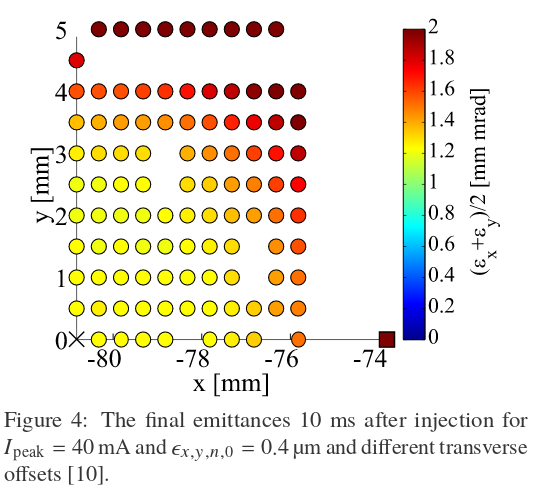 5
4
3
2
1
0
y [mm]
-80 -78 -76 -74
x [mm]
2
1.8
1.6
1.4
1.2
1
0.8
0.6
0.4
0.2
0
(εx+εy)/2 [mm mrad]
Figure 4: The final emittances 10 ms after injection for
Ipeak = 40 mA and ϵx,y,n,0 = 0.4 µm and different transverse
offsets [10].